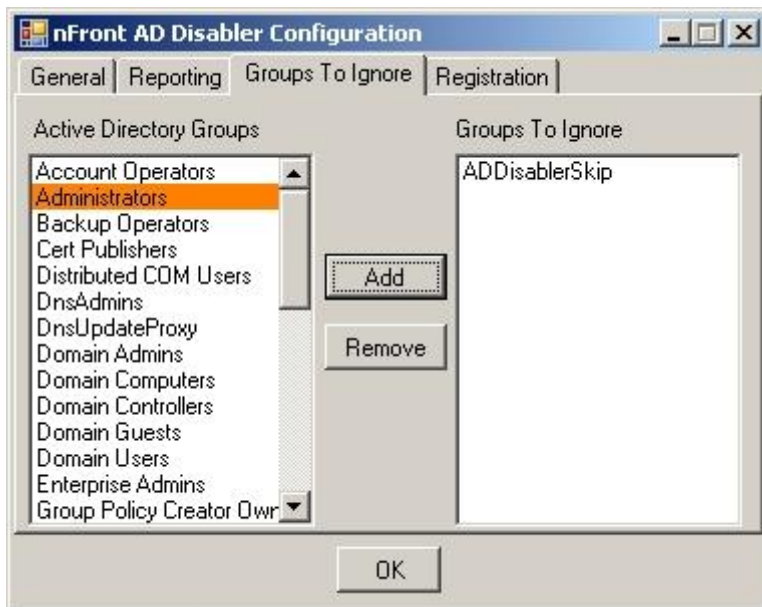 nFront AD Disabler Configuration
General Reporting Groups To Ignore Registration
Active Directory Groups
Account Operators
Administrators
Backup Operators
Cert Publishers
Distributed COM Users
DnsAdmins
DnsUpdateProxy
Domain Admins
Domain Computers
Domain Controllers
Domain Guests
Domain Users
Enterprise Admins
Group Policy Creator Owr
Add
Remove
Groups To Ignore
ADDisablerSkip
OK